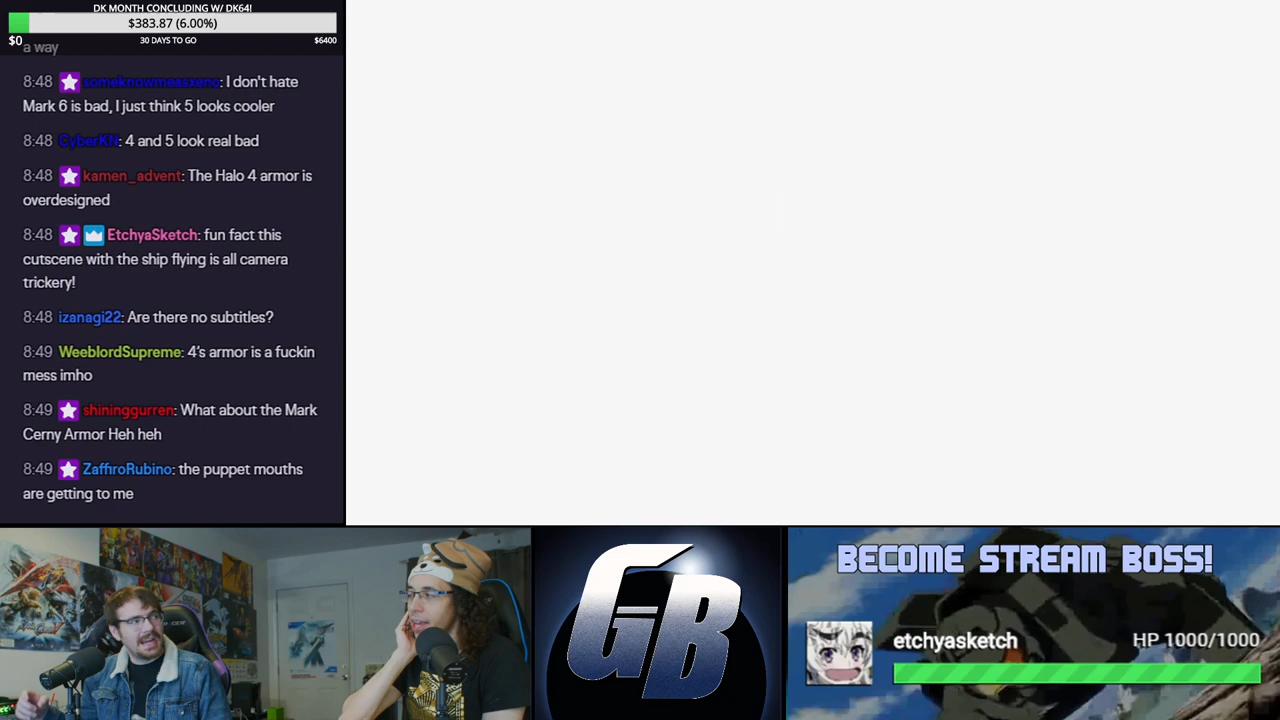 DK MONTH CONCLUDING W/ DK64!
$383.87 (6.00%)
$0
30 DAYS TO GO
$6400
a way
8:48 someknowmeasxeno: I don't hate
Mark 6 is bad, I just think 5 looks cooler
8:48 CyberKN: 4 and 5 look real bad
8:48 kamen_advent: The Halo 4 armor is
overdesigned
8:48 EtchyaSketch: fun fact this
cutscene with the ship flying is all camera
trickery!
8:48 izanagi22: Are there no subtitles?
8:49 WeeblordSupreme: 4's armor is a fuckin
mess imho
8:49 shininggurren: What about the Mark
Cerny Armor Heh heh
8:49 ZaffiroRubino: the puppet mouths
are getting to me
GB
BECOME STREAM BOSS!
etchyasketch
HP 1000/1000